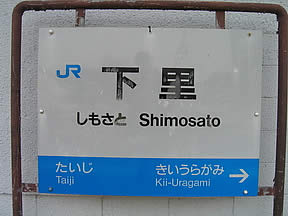 JR 下里
しもさと Shimosato
たいじ きいうらがみ
Taiji Kii-Uragami →